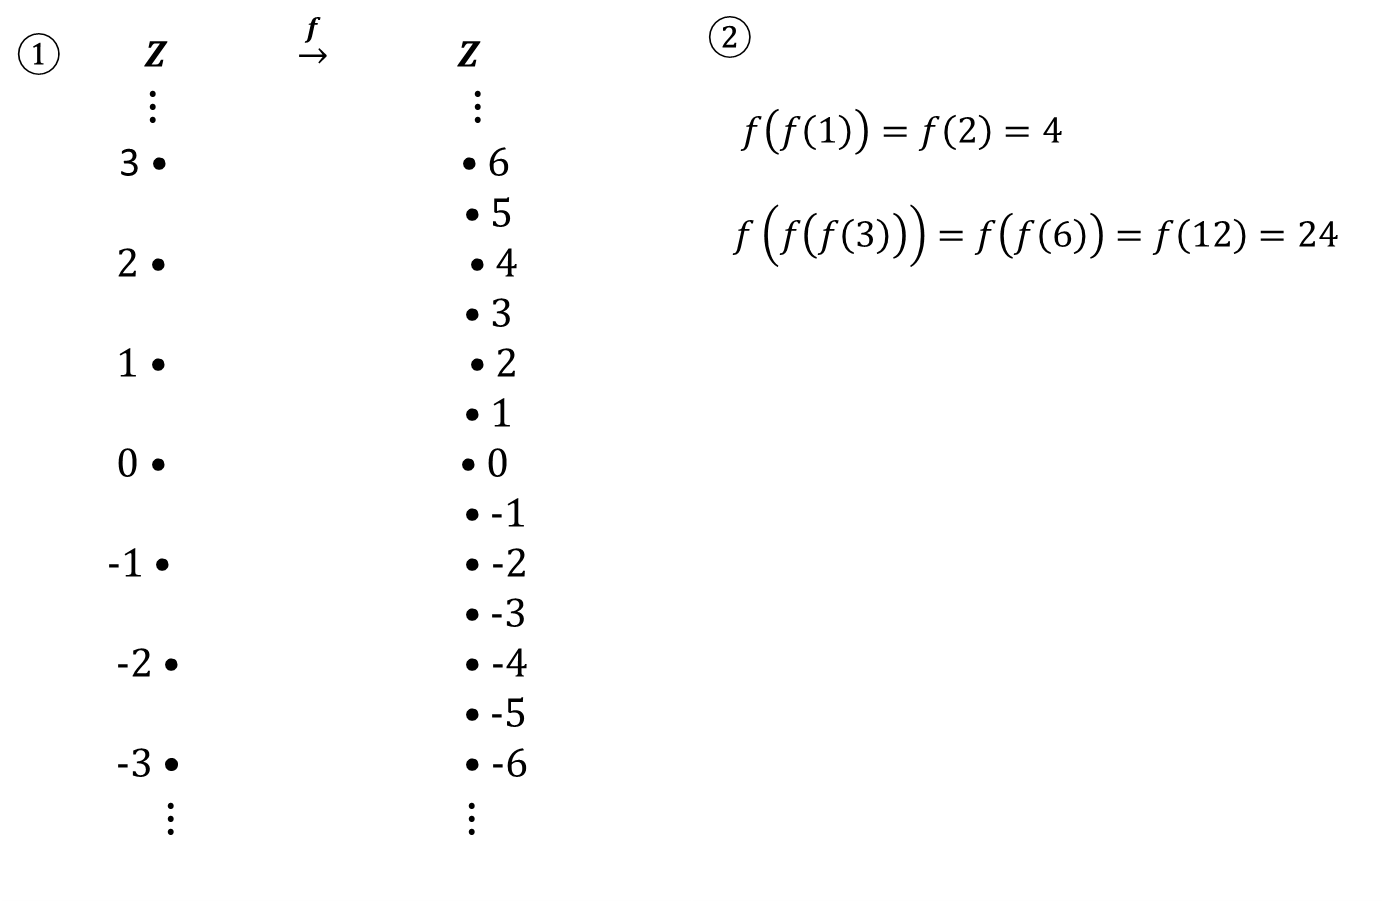 ① Z f → Z
⋮ ⋮
3 • • 6
• 5
2 • • 4
• 3
1 • • 2
• 1
0 • • 0
• -1
-1 • • -2
• -3
-2 • • -4
• -5
-3 • • -6
⋮ ⋮
②
f(f(1)) = f(2) = 4
f(f(f(3))) = f(f(6)) = f(12) = 24